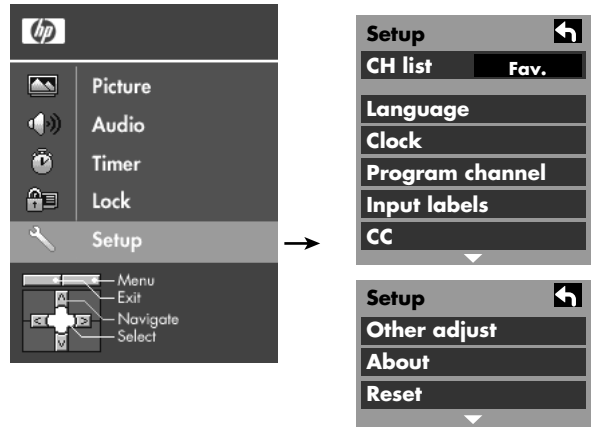 hp
Picture
Audio
Timer
Lock
Setup
Menu
Exit
Navigate
Select
Setup
CH list Fav.
Language
Clock
Program channel
Input labels
CC
Setup
Other adjust
About
Reset